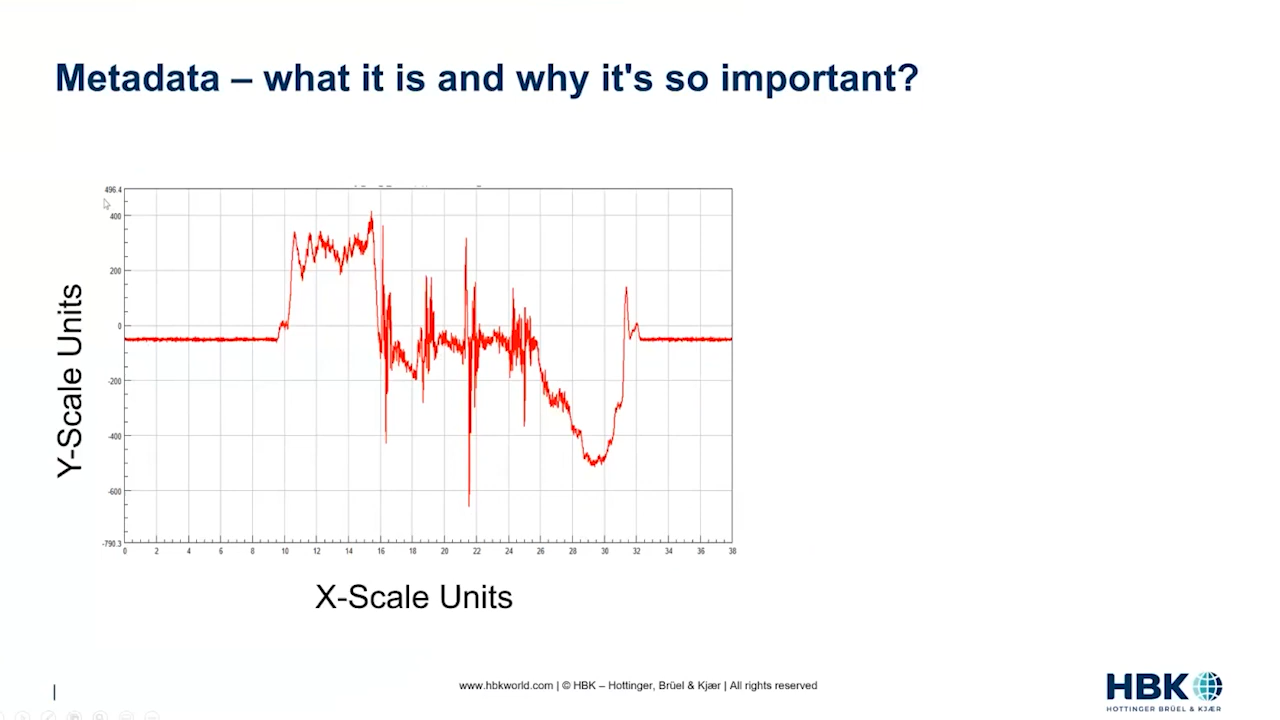 Metadata – what it is and why it's so important?
496.4
400
200
0
-200
-400
-600
-790.3
Y-Scale Units
0 2 4 6 8 10 12 14 16 18 20 22 24 26 28 30 32 34 36 38
X-Scale Units
www.hbkworld.com | © HBK – Hottinger, Brüel & Kjær | All rights reserved
HBK
HOTTINGER BRÜEL & KJÆR